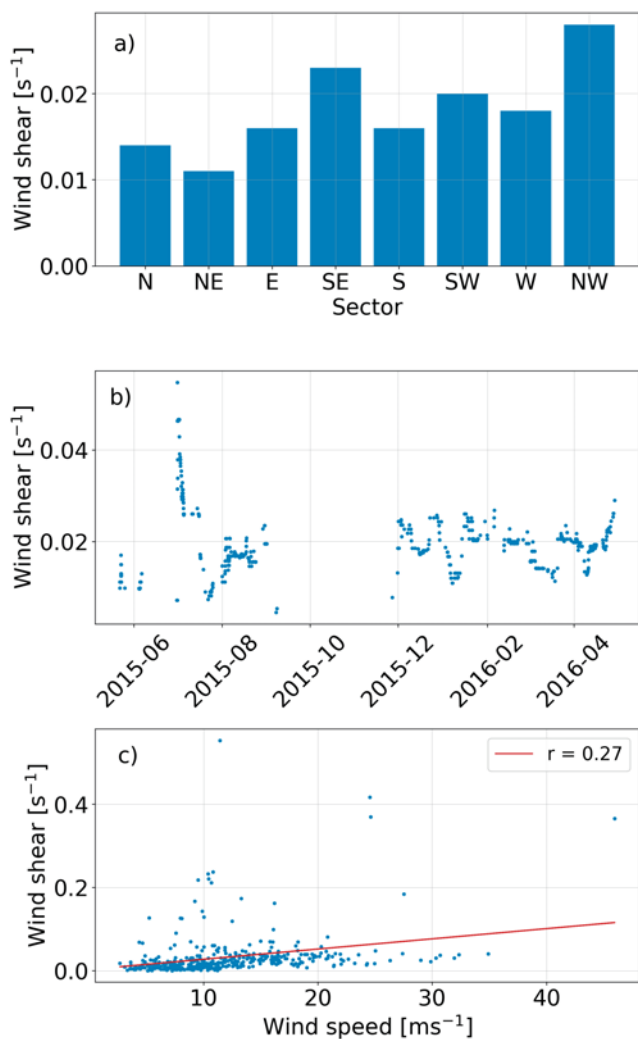 a)
Wind shear [s⁻¹]
0.02
0.01
0.00
N NE E SE S SW W NW
Sector
b)
Wind shear [s⁻¹]
0.04
0.02
2015-06 2015-08 2015-10 2015-12 2016-02 2016-04
c)
r = 0.27
Wind shear [s⁻¹]
0.4
0.2
0.0
10 20 30 40
Wind speed [ms⁻¹]